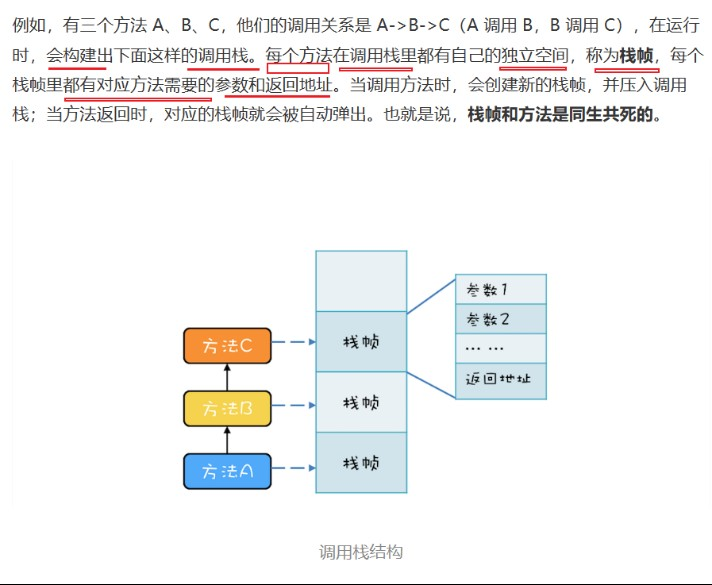 例如，有三个方法 A、B、C，他们的调用关系是 A->B->C（A 调用 B，B 调用 C），在运行
时，会构建出下面这样的调用栈。每个方法在调用栈里都有自己的独立空间，称为栈帧，每个
栈帧里都有对应方法需要的参数和返回地址。当调用方法时，会创建新的栈帧，并压入调用
栈；当方法返回时，对应的栈帧就会被自动弹出。也就是说，栈帧和方法是同生共死的。
参数1
参数2
... ...
返回地址
方法C
栈帧
方法B
栈帧
方法A
栈帧
调用栈结构